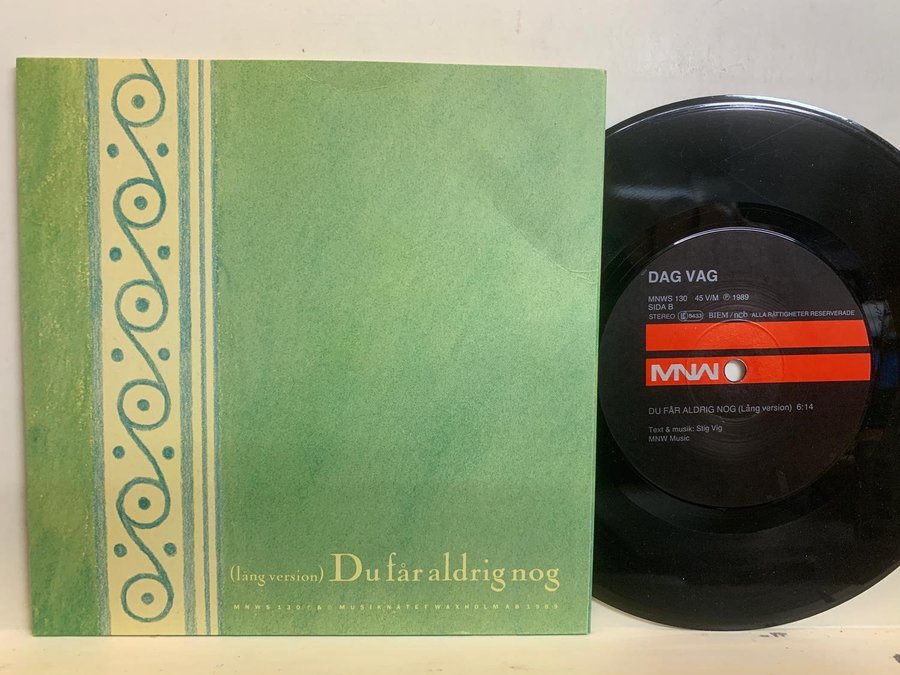 (lång version) Du får aldrig nog
MNWS 130 ℗ & © MUSIKNÄTET WAXHOLM AB 1989
DAG VAG
MNWS 130 45 V/M ℗ 1989
SIDA B
STEREO 8433 BIEM/ncb ALLA RÄTTIGHETER RESERVERADE
MNW
DU FÅR ALDRIG NOG (Lång version) 6:14
Text & musik: Stig Vig
MNW Music